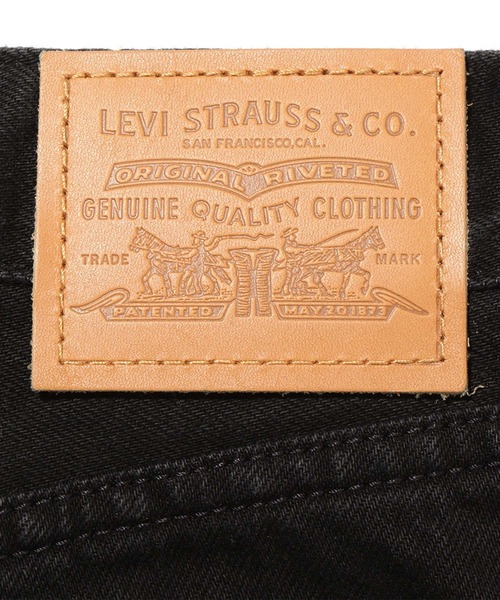 LEVI STRAUSS & CO.
SAN FRANCISCO, CAL.
ORIGINAL RIVETED
GENUINE QUALITY CLOTHING
TRADE MARK
PATENTED MAY 20 1873